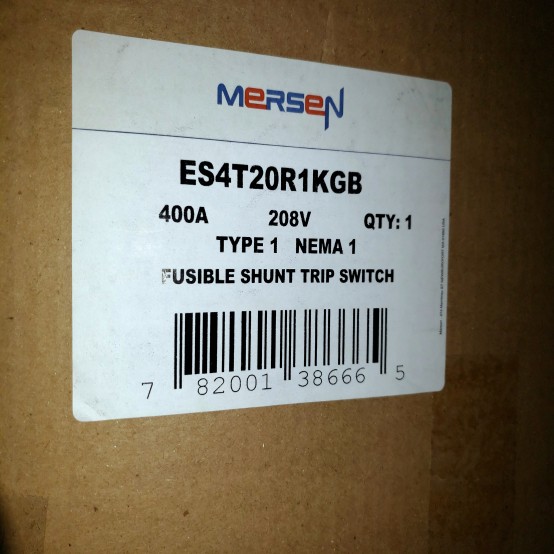 MERSEN
ES4T20R1KGB
400A 208V QTY: 1
TYPE 1 NEMA 1
FUSIBLE SHUNT TRIP SWITCH
7 82001 38666 5